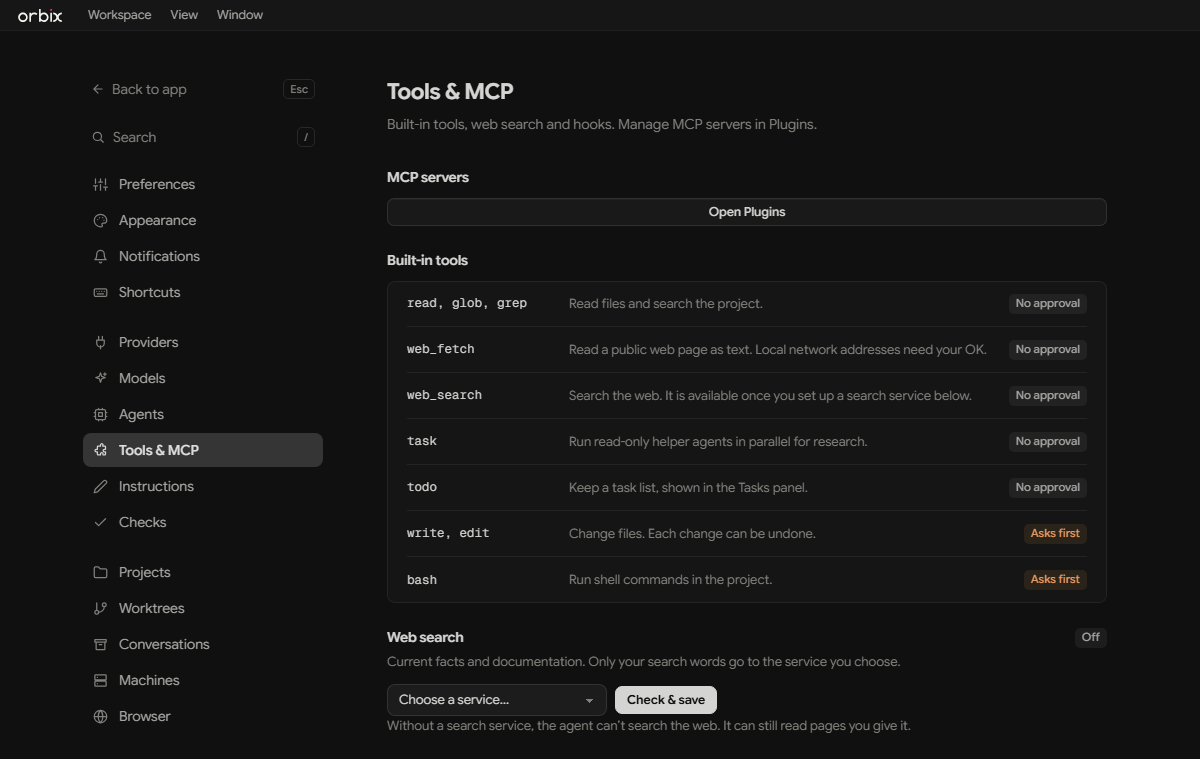 orbix Workspace View Window
Back to app Esc
Search /
Preferences
Appearance
Notifications
Shortcuts
Providers
Models
Agents
Tools & MCP
Instructions
Checks
Projects
Worktrees
Conversations
Machines
Browser
Tools & MCP
Built-in tools, web search and hooks. Manage MCP servers in Plugins.
MCP servers
Open Plugins
Built-in tools
read, glob, grep Read files and search the project. No approval
web_fetch Read a public web page as text. Local network addresses need your OK. No approval
web_search Search the web. It is available once you set up a search service below. No approval
task Run read-only helper agents in parallel for research. No approval
todo Keep a task list, shown in the Tasks panel. No approval
write, edit Change files. Each change can be undone. Asks first
bash Run shell commands in the project. Asks first
Web search Off
Current facts and documentation. Only your search words go to the service you choose.
Choose a service... Check & save
Without a search service, the agent can't search the web. It can still read pages you give it.